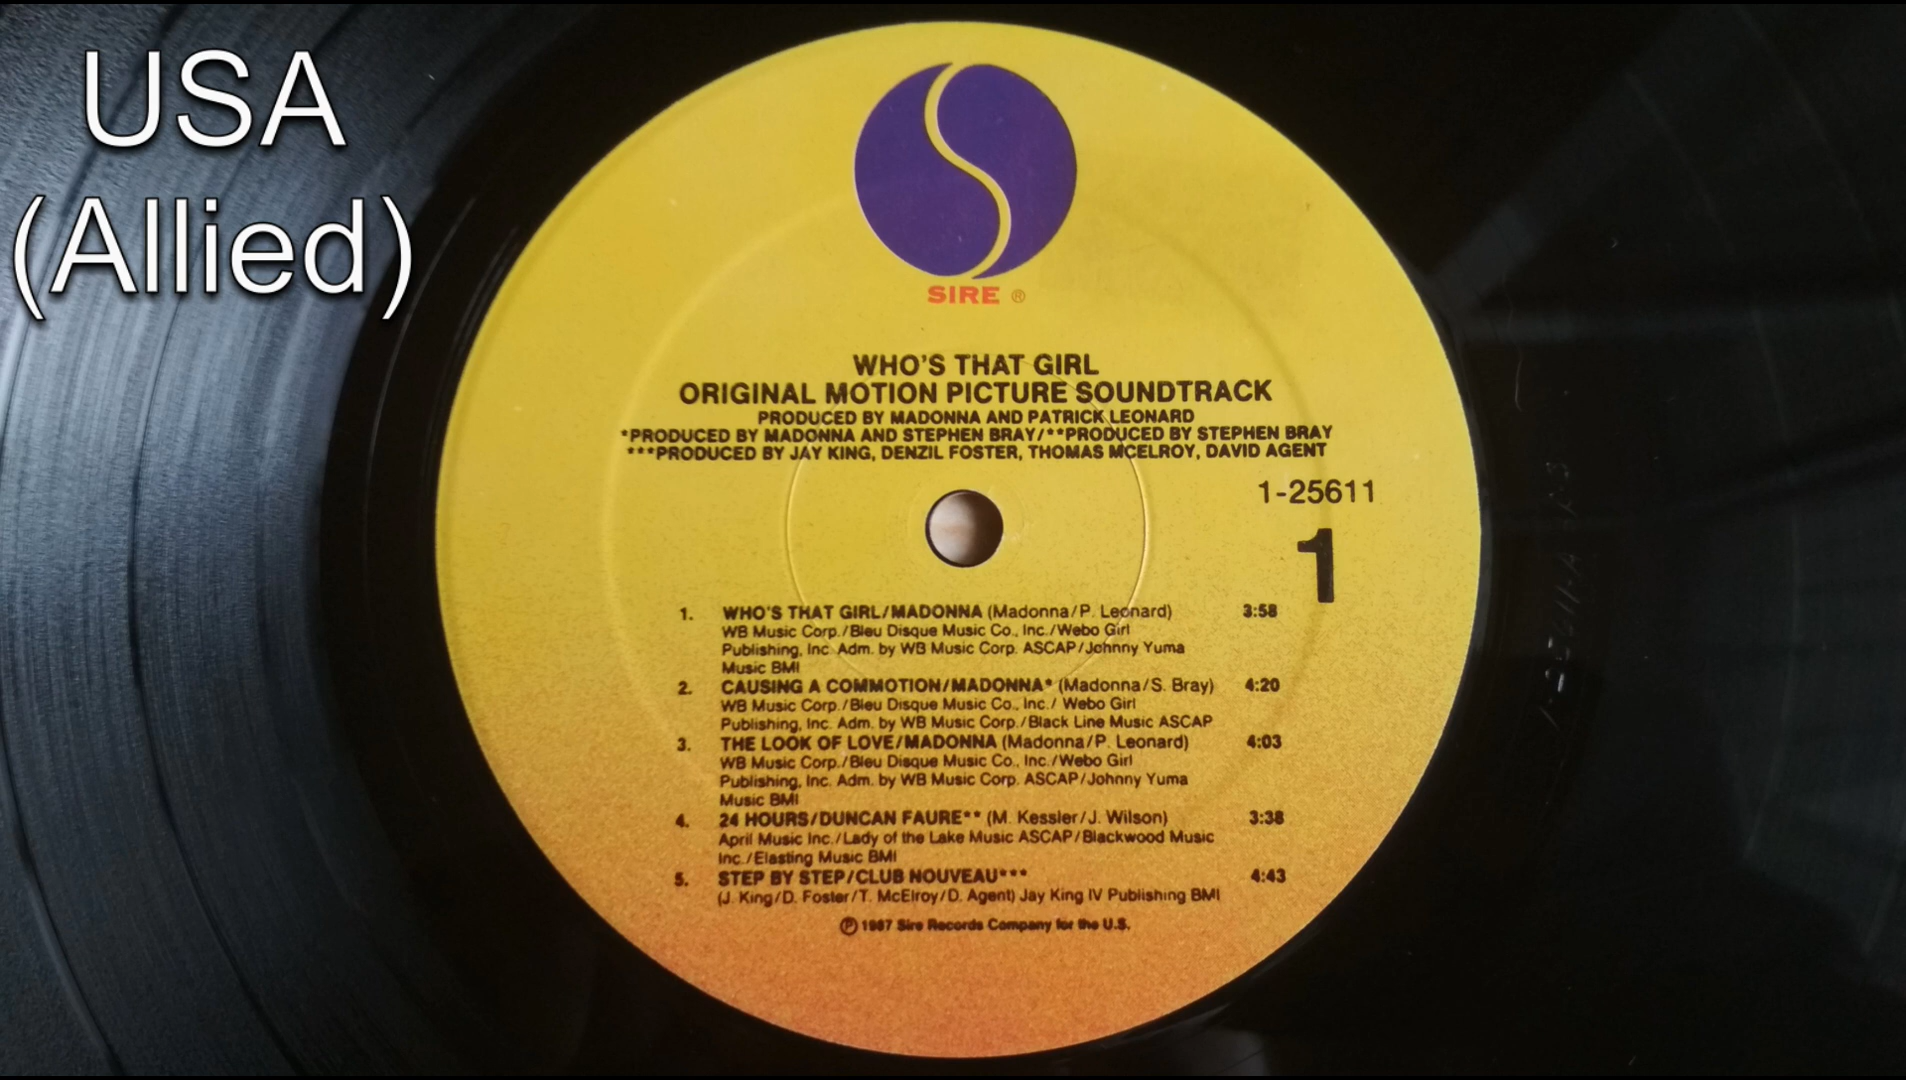 USA
(Allied)
SIRE ®
WHO'S THAT GIRL
ORIGINAL MOTION PICTURE SOUNDTRACK
PRODUCED BY MADONNA AND PATRICK LEONARD
*PRODUCED BY MADONNA AND STEPHEN BRAY/**PRODUCED BY STEPHEN BRAY
***PRODUCED BY JAY KING, DENZIL FOSTER, THOMAS MCELROY, DAVID AGENT
1-25611
1
1. WHO'S THAT GIRL/MADONNA (Madonna/P. Leonard) 3:58
WB Music Corp./Bleu Disque Music Co., Inc./Webo Girl
Publishing, Inc. Adm. by WB Music Corp. ASCAP/Johnny Yuma
Music BMI
2. CAUSING A COMMOTION/MADONNA* (Madonna/S. Bray) 4:20
WB Music Corp./Bleu Disque Music Co., Inc./ Webo Girl
Publishing, Inc. Adm. by WB Music Corp./Black Line Music ASCAP
3. THE LOOK OF LOVE/MADONNA (Madonna/P. Leonard) 4:03
WB Music Corp./Bleu Disque Music Co., Inc./Webo Girl
Publishing, Inc. Adm. by WB Music Corp. ASCAP/Johnny Yuma
Music BMI
4. 24 HOURS/DUNCAN FAURE** (M. Kessler/J. Wilson) 3:38
April Music Inc./Lady of the Lake Music ASCAP/Blackwood Music
Inc./Elasting Music BMI
5. STEP BY STEP/CLUB NOUVEAU*** 4:43
(J. King/D. Foster/T. McElroy/D. Agent) Jay King IV Publishing BMI
℗ 1987 Sire Records Company for the U.S.